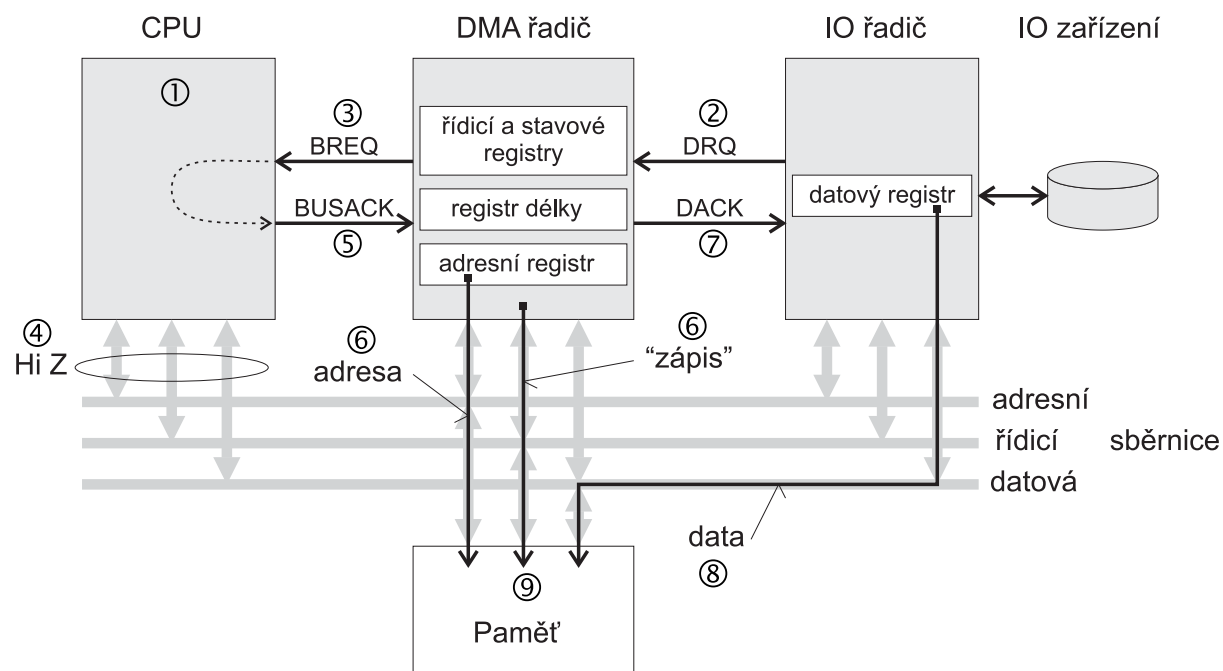 CPU
DMA řadič
IO řadič
IO zařízení
①
③
BREQ
řídicí a stavové
registry
②
DRQ
datový registr
BUSACK
⑤
registr délky
DACK
⑦
adresní registr
④
Hi Z
⑥
adresa
⑥
“zápis”
adresní
řídicí sběrnice
datová
data
⑧
⑨
Paměť